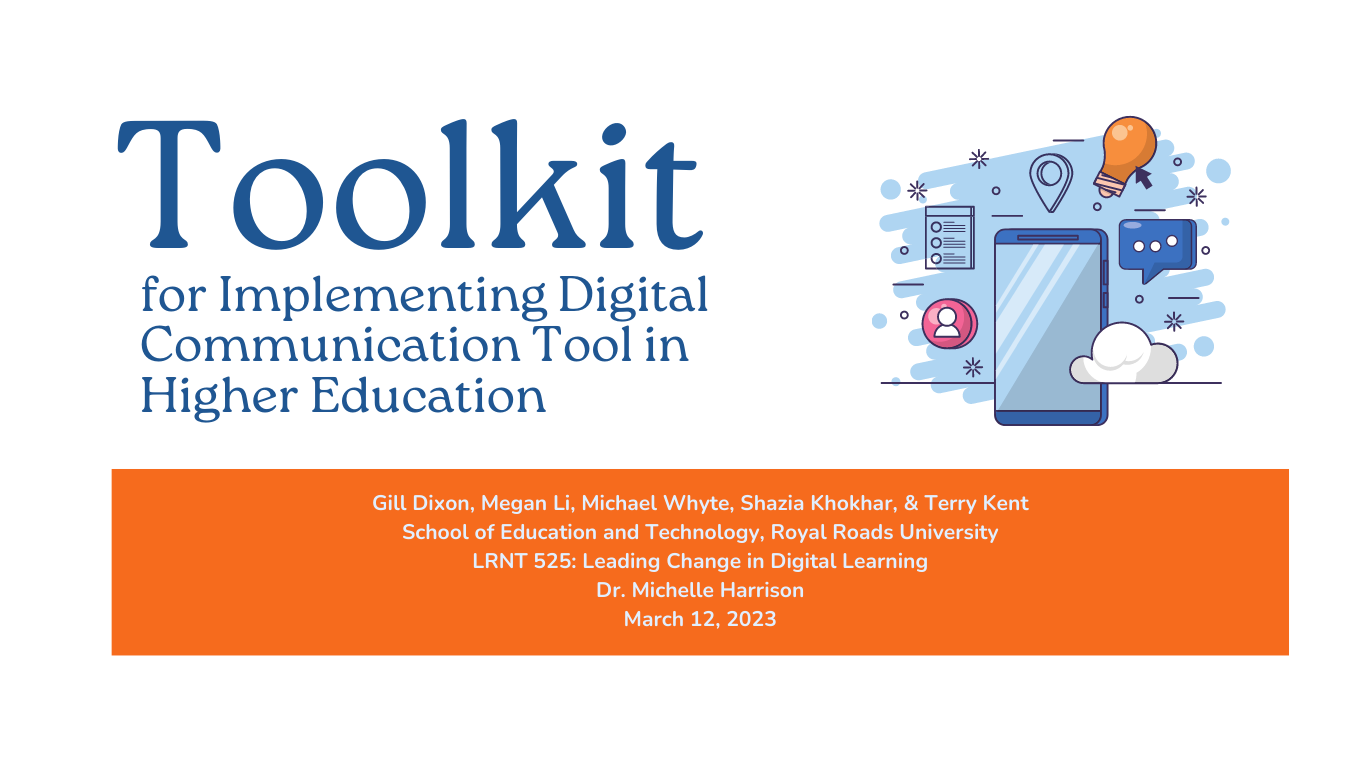 Toolkit
for Implementing Digital
Communication Tool in
Higher Education
Gill Dixon, Megan Li, Michael Whyte, Shazia Khokhar, & Terry Kent
School of Education and Technology, Royal Roads University
LRNT 525: Leading Change in Digital Learning
Dr. Michelle Harrison
March 12, 2023